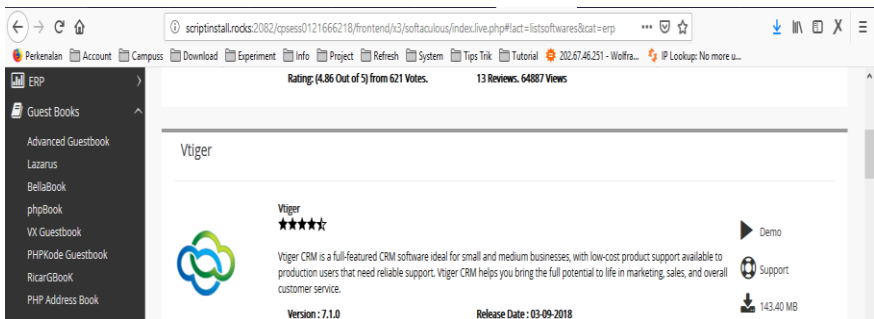 scriptinstall.rocks:2082/cpsess0121666218/frontend/x3/softaculous/index.live.php#!act=listsoftwares&cat=erp
Perkenalan Account Campuss Download Experiment Info Project Refresh System Tips Trik Tutorial 202.67.46.251 - Wolfra... IP Lookup: No more u...
ERP
Guest Books
Advanced Guestbook
Lazarus
BellaBook
phpBook
VX Guestbook
PHPKode Guestbook
RicarGBooK
PHP Address Book
Rating: (4.86 Out of 5) from 621 Votes. 13 Reviews. 64887 Views
Vtiger
Vtiger
Vtiger CRM is a full-featured CRM software ideal for small and medium businesses, with low-cost product support available to
production users that need reliable support. Vtiger CRM helps you bring the full potential to life in marketing, sales, and overall
customer service.
Version : 7.1.0 Release Date : 03-09-2018
Demo
Support
143.40 MB